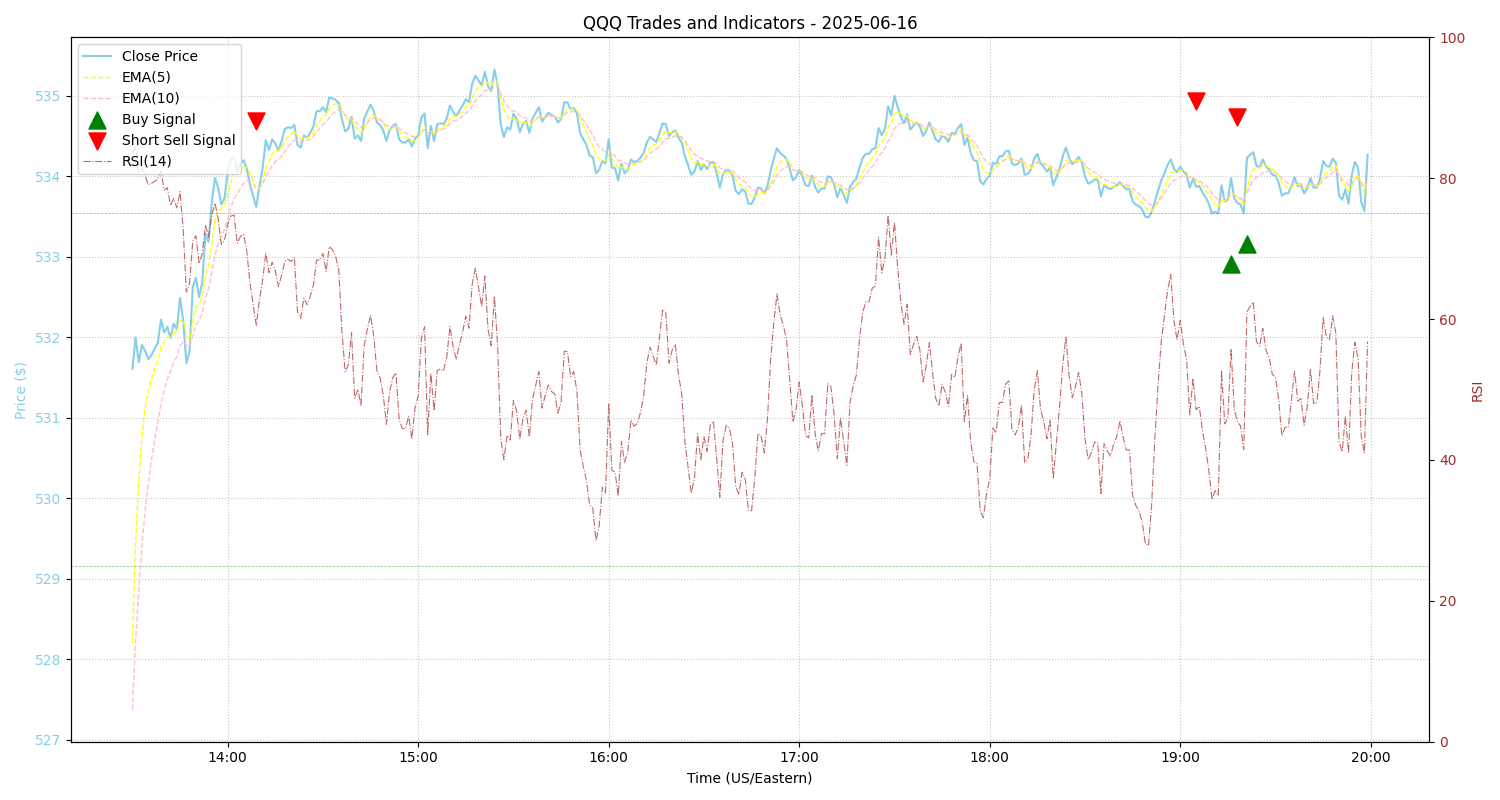 QQQ Trades and Indicators - 2025-06-16
Close Price
EMA(5)
EMA(10)
Buy Signal
Short Sell Signal
RSI(14)
535
534
533
532
531
530
529
528
527
Price ($)
100
80
60
40
20
0
RSI
14:00
15:00
16:00
17:00
18:00
19:00
20:00
Time (US/Eastern)